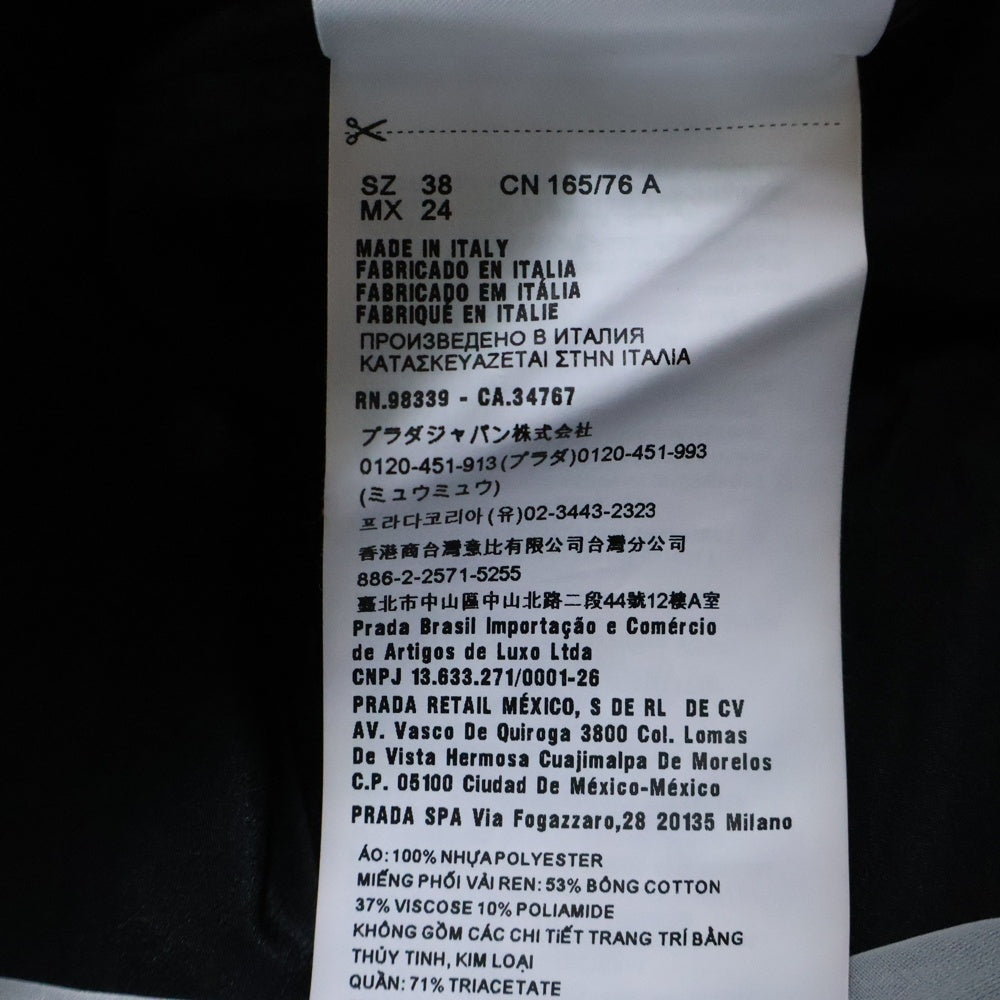 SZ 38 CN 165/76 A
MX 24
MADE IN ITALY
FABRICADO EN ITALIA
FABRICADO EM ITÁLIA
FABRIQUÉ EN ITALIE
ПРОИЗВЕДЕНО В ИТАЛИЯ
ΚΑΤΑΣΚΕΥΑΖΕΤΑΙ ΣΤΗΝ ΙΤΑΛΙΑ
RN.98339 - CA.34767
プラダジャパン株式会社
0120-451-913(プラダ)0120-451-993
(ミュウミュウ)
프라다코리아(유)02-3443-2323
香港商台灣意比有限公司台灣分公司
886-2-2571-5255
臺北市中山區中山北路二段44號12樓A室
Prada Brasil Importação e Comércio
de Artigos de Luxo Ltda
CNPJ 13.633.271/0001-26
PRADA RETAIL MÉXICO, S DE RL DE CV
AV. Vasco De Quiroga 3800 Col. Lomas
De Vista Hermosa Cuajimalpa De Morelos
C.P. 05100 Ciudad De México-México
PRADA SPA Via Fogazzaro,28 20135 Milano
ÁO: 100% NHỰA POLYESTER
MIẾNG PHỐI VẢI REN: 53% BÔNG COTTON
37% VISCOSE 10% POLIAMIDE
KHÔNG GỒM CÁC CHI TIẾT TRANG TRÍ BẰNG
THỦY TINH, KIM LOẠI
QUẦN: 71% TRIACETATE